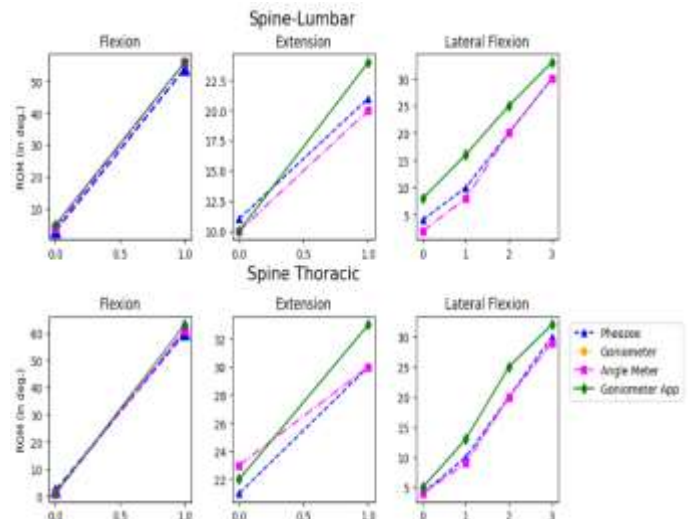 Spine-Lumbar
Flexion
Extension
Lateral Flexion
ROM (in deg.)
50
40
30
20
10
0.0 0.5 1.0
22.5
20.0
17.5
15.0
12.5
10.0
0.0 0.5 1.0
30
25
20
15
10
5
0 1 2 3
Spine Thoracic
Flexion
Extension
Lateral Flexion
ROM (in deg.)
60
50
40
30
20
10
0
0.0 0.5 1.0
32
30
28
26
24
22
0.0 0.5 1.0
30
25
20
15
10
5
0 1 2 3
Pheezee
Goniometer
Angle Meter
Goniometer App